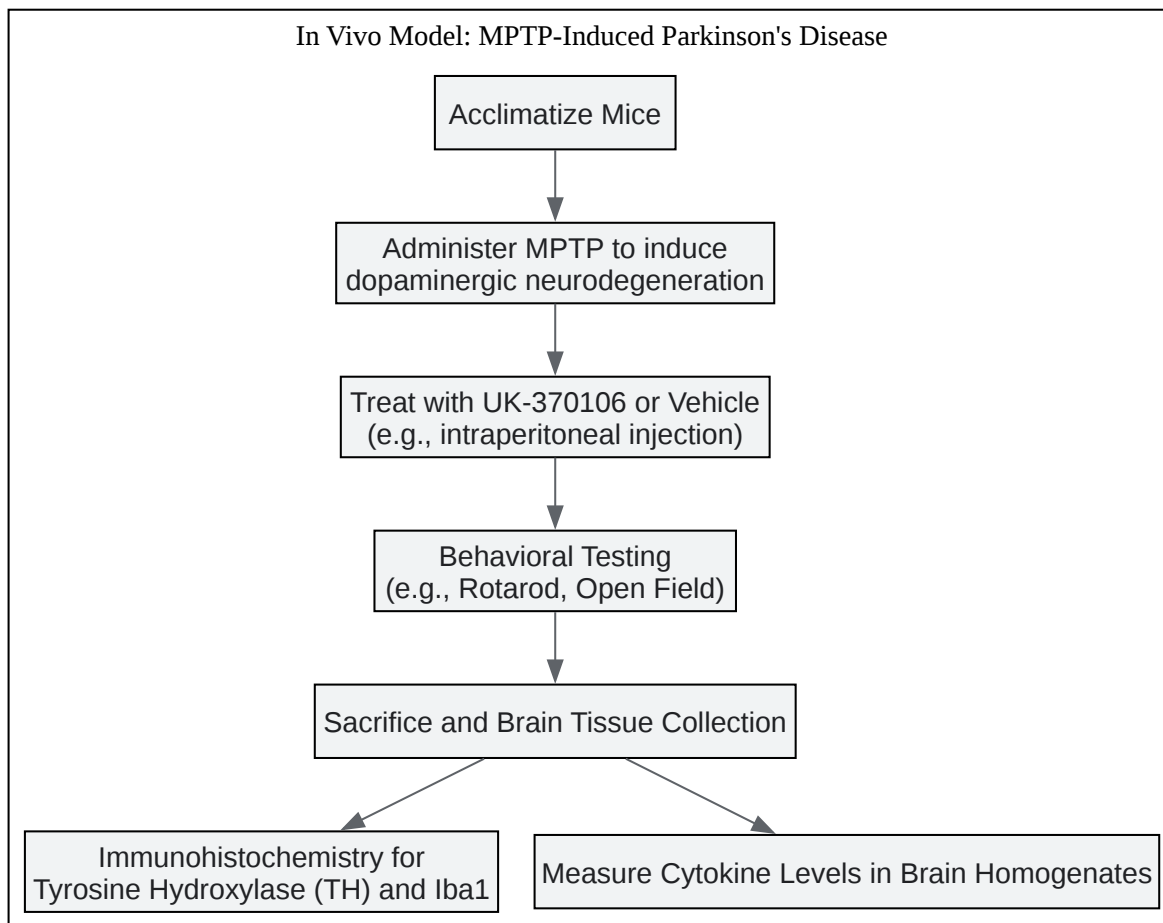 In Vivo Model: MPTP-Induced Parkinson's Disease
Acclimatize Mice
Administer MPTP to induce
dopaminergic neurodegeneration
Treat with UK-370106 or Vehicle
(e.g., intraperitoneal injection)
Behavioral Testing
(e.g., Rotarod, Open Field)
Sacrifice and Brain Tissue Collection
Immunohistochemistry for
Tyrosine Hydroxylase (TH) and Iba1
Measure Cytokine Levels in Brain Homogenates